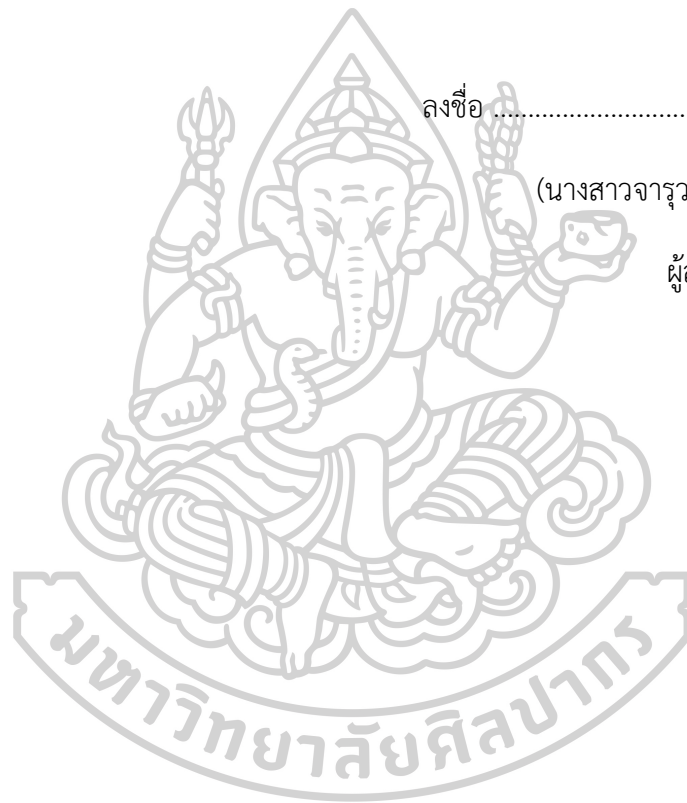 ลงชื่อ ............................
(นางสาวจารุว
ผู้
มหาวิทยาลัยศิลปากร